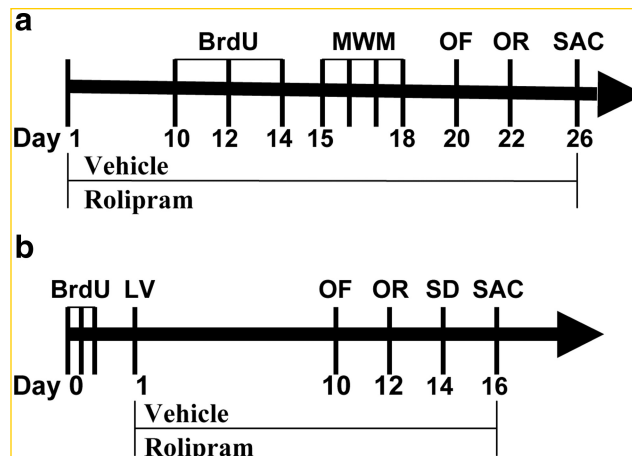 a
BrdU MWM OF OR SAC
Day 1 10 12 14 15 18 20 22 26
Vehicle
Rolipram
b
BrdU LV OF OR SD SAC
Day 0 1 10 12 14 16
Vehicle
Rolipram